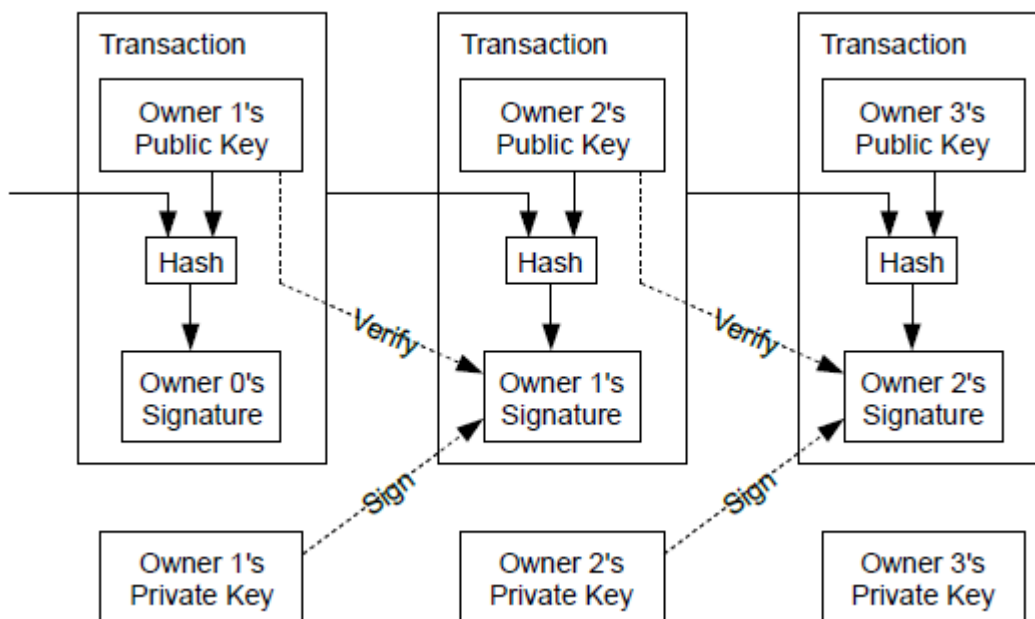 Transaction
Transaction
Transaction
Owner 1's
Public Key
Owner 2's
Public Key
Owner 3's
Public Key
Hash
Hash
Hash
Verify
Verify
Owner 0's
Signature
Owner 1's
Signature
Owner 2's
Signature
Sign
Sign
Owner 1's
Private Key
Owner 2's
Private Key
Owner 3's
Private Key